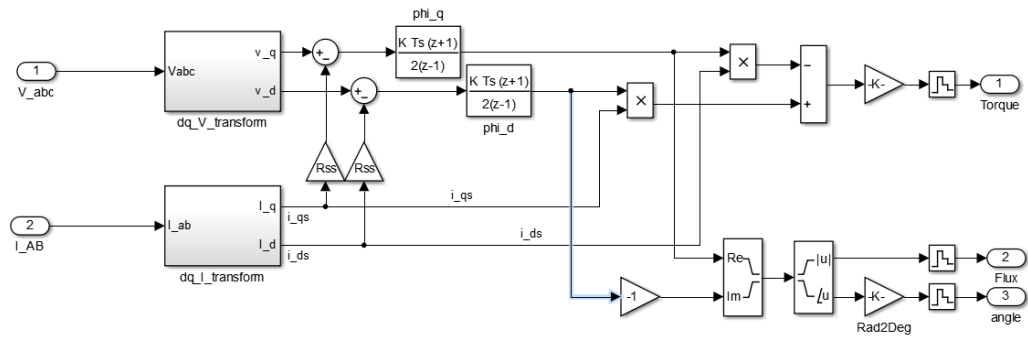 phi_q
K Ts (z+1)
2(z-1)
1
V_abc
Vabc
v_q
v_d
dq_V_transform
+
-
+
-
K Ts (z+1)
2(z-1)
phi_d
×
×
−
+
-K-
1
Torque
Rss
Rss
2
I_AB
I_ab
I_q
I_d
dq_I_transform
i_qs
i_ds
i_qs
i_ds
-1
Re
Im
|u|
∠u
-K-
Rad2Deg
2
Flux
3
angle